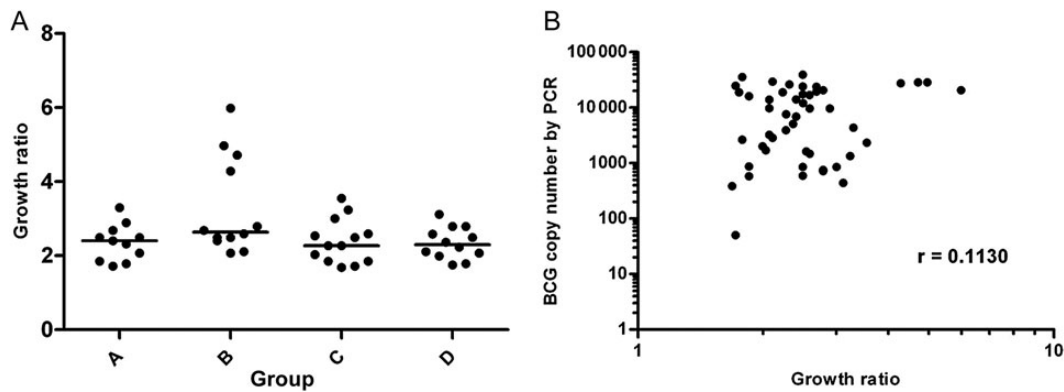 A
Growth ratio
8
6
4
2
0
A
B
C
D
Group
B
BCG copy number by PCR
100 000
10 000
1000
100
10
1
r = 0.1130
1
10
Growth ratio